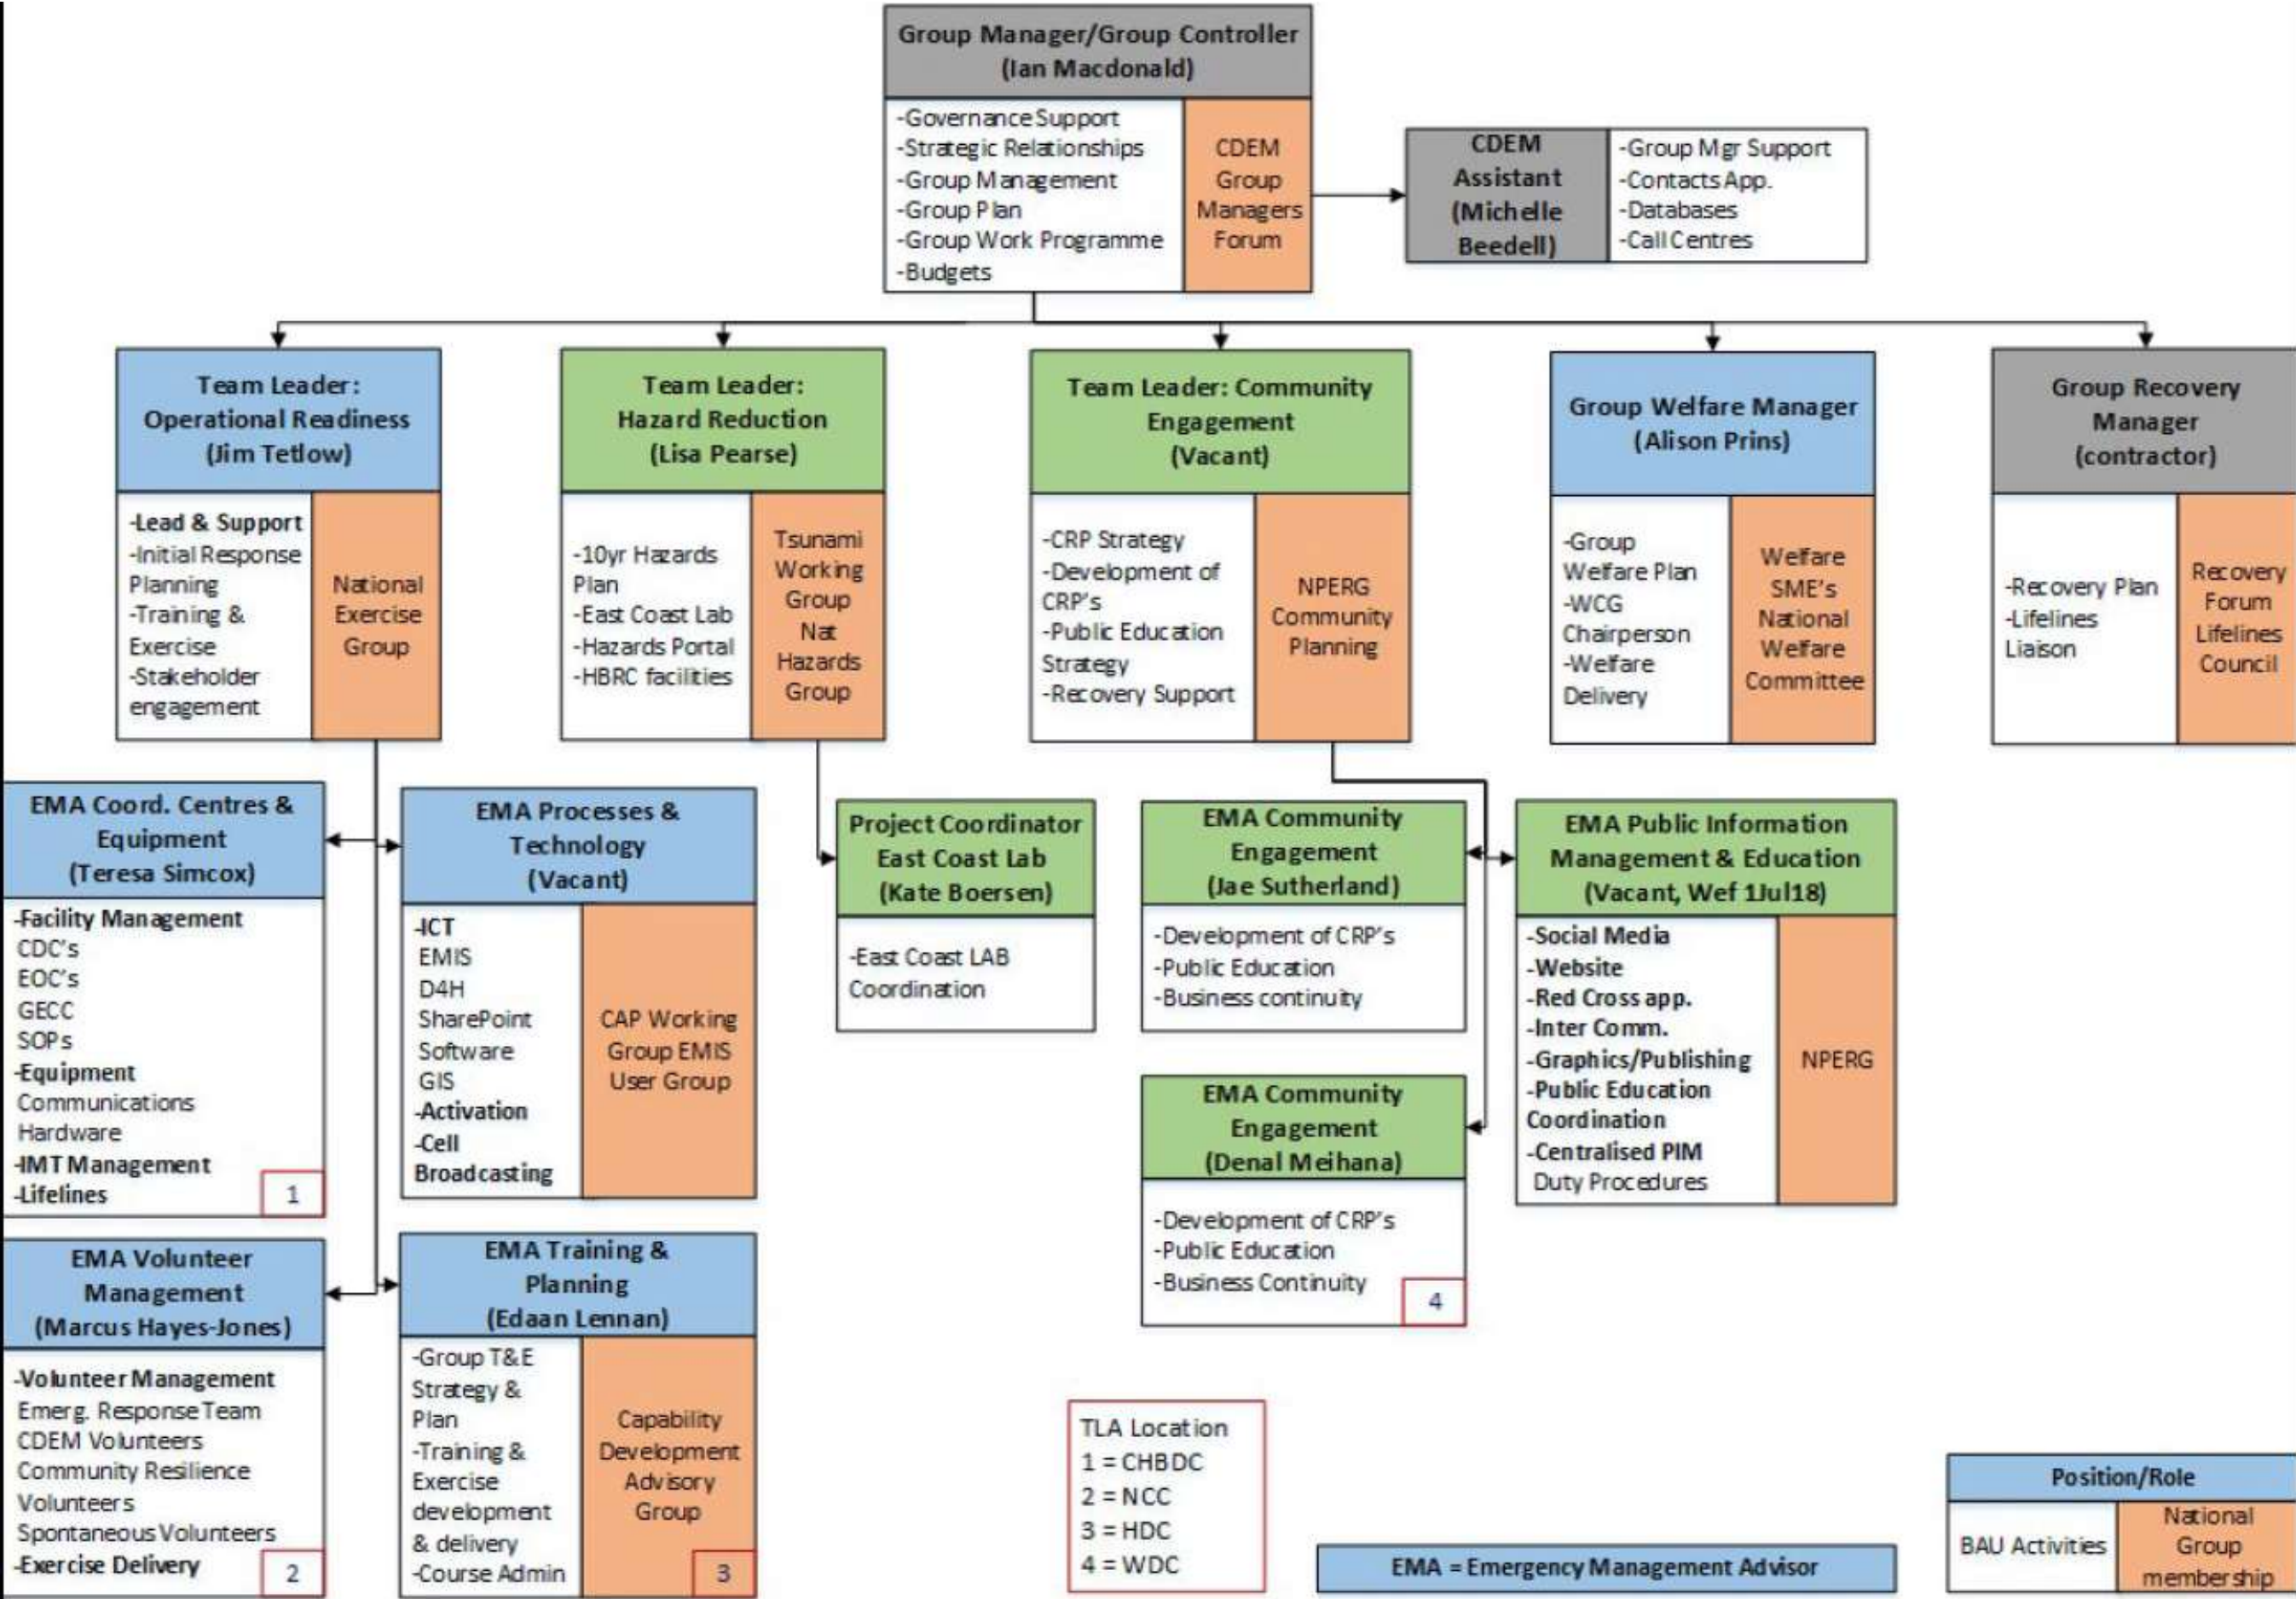 Group Manager/Group Controller
(Ian Macdonald)
-Governance Support
-Strategic Relationships
-Group Management
-Group Plan
-Group Work Programme
-Budgets
CDEM
Group
Managers
Forum
CDEM
Assistant
(Michelle
Beedell)
-Group Mgr Support
-Contacts App.
-Databases
-Call Centres
Team Leader:
Operational Readiness
(Jim Tetlow)
-Lead & Support
-Initial Response
Planning
-Training &
Exercise
-Stakeholder
engagement
National
Exercise
Group
Team Leader:
Hazard Reduction
(Lisa Pearse)
-10yr Hazards
Plan
-East Coast Lab
-Hazards Portal
-HBRC facilities
Tsunami
Working
Group
Nat
Hazards
Group
Team Leader: Community
Engagement
(Vacant)
-CRP Strategy
-Development of
CRP's
-Public Education
Strategy
-Recovery Support
NPERG
Community
Planning
Group Welfare Manager
(Alison Prins)
-Group
Welfare Plan
-WCG
Chairperson
-Welfare
Delivery
Welfare
SME's
National
Welfare
Committee
Group Recovery
Manager
(contractor)
-Recovery Plan
-Lifelines
Liaison
Recovery
Forum
Lifelines
Council
EMA Coord. Centres &
Equipment
(Teresa Simcox)
-Facility Management
CDC's
EOC's
GECC
SOPs
-Equipment
Communications
Hardware
-IMT Management
-Lifelines
1
EMA Processes &
Technology
(Vacant)
-ICT
EMIS
D4H
SharePoint
Software
GIS
-Activation
-Cell
Broadcasting
CAP Working
Group EMIS
User Group
Project Coordinator
East Coast Lab
(Kate Boersen)
-East Coast LAB
Coordination
EMA Community
Engagement
(Jae Sutherland)
-Development of CRP's
-Public Education
-Business continuity
EMA Public Information
Management & Education
(Vacant, Wef 1Jul18)
-Social Media
-Website
-Red Cross app.
-Inter Comm.
-Graphics/Publishing
-Public Education
Coordination
-Centralised PIM
Duty Procedures
NPERG
EMA Community
Engagement
(Denal Meihana)
-Development of CRP's
-Public Education
-Business Continuity
4
EMA Volunteer
Management
(Marcus Hayes-Jones)
-Volunteer Management
Emerg. Response Team
CDEM Volunteers
Community Resilience
Volunteers
Spontaneous Volunteers
-Exercise Delivery
2
EMA Training &
Planning
(Edaan Lennan)
-Group T&E
Strategy &
Plan
-Training &
Exercise
development
& delivery
-Course Admin
Capability
Development
Advisory
Group
3
TLA Location
1 = CHBDC
2 = NCC
3 = HDC
4 = WDC
EMA = Emergency Management Advisor
Position/Role
BAU Activities
National
Group
membership